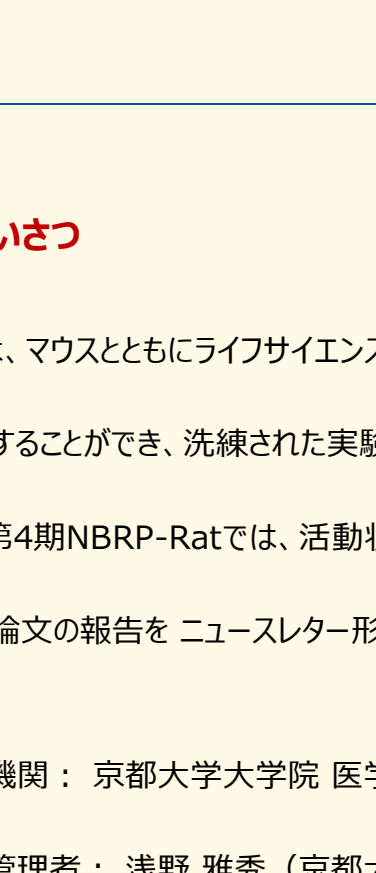 いさつ
、マウスとともにライフサイエンス
することができ、洗練された実験
第4期NBRP-Ratでは、活動状
論文の報告を ニュースレター形
機関： 京都大学大学院 医学
管理者： 浅野 雅秀（京都大